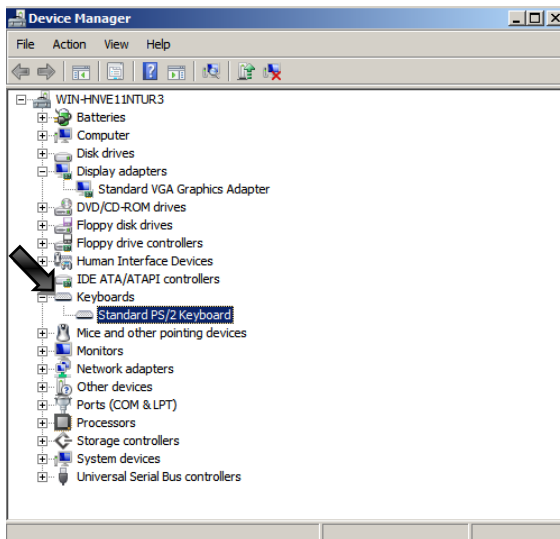 Device Manager
File Action View Help
WIN-HNVE11NTUR3
Batteries
Computer
Disk drives
Display adapters
Standard VGA Graphics Adapter
DVD/CD-ROM drives
Floppy disk drives
Floppy drive controllers
Human Interface Devices
IDE ATA/ATAPI controllers
Keyboards
Standard PS/2 Keyboard
Mice and other pointing devices
Monitors
Network adapters
Other devices
Ports (COM & LPT)
Processors
Storage controllers
System devices
Universal Serial Bus controllers